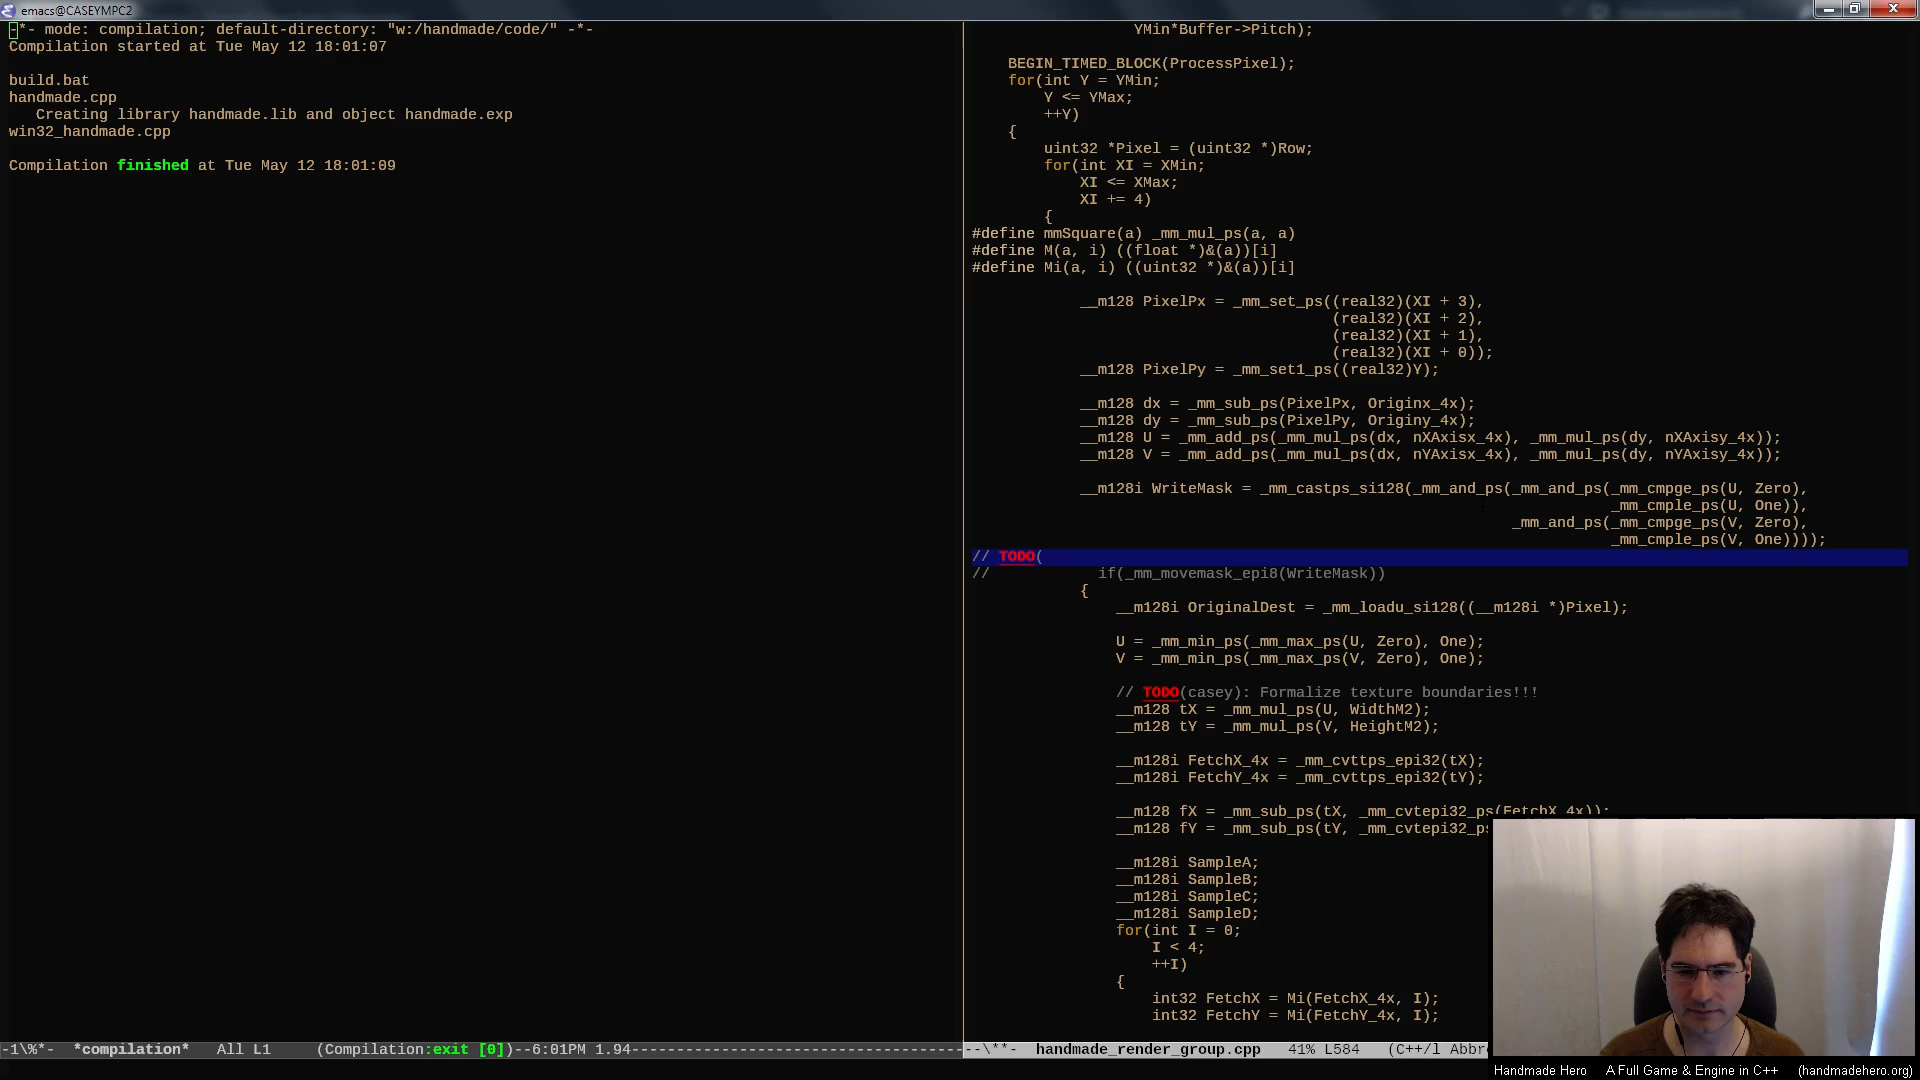 emacs@CASEYMPC2
-*- mode: compilation; default-directory: "w:/handmade/code/" -*-
Compilation started at Tue May 12 18:01:07
build.bat
handmade.cpp
Creating library handmade.lib and object handmade.exp
win32_handmade.cpp
Compilation finished at Tue May 12 18:01:09
-1\%*- *compilation* All L1 (Compilation:exit [0])--6:01PM 1.94
YMin*Buffer->Pitch);
BEGIN_TIMED_BLOCK(ProcessPixel);
for(int Y = YMin;
Y <= YMax;
++Y)
{
uint32 *Pixel = (uint32 *)Row;
for(int XI = XMin;
XI <= XMax;
XI += 4)
{
#define mmSquare(a) _mm_mul_ps(a, a)
#define M(a, i) ((float *)&(a))[i]
#define Mi(a, i) ((uint32 *)&(a))[i]
__m128 PixelPx = _mm_set_ps((real32)(XI + 3),
(real32)(XI + 2),
(real32)(XI + 1),
(real32)(XI + 0));
__m128 PixelPy = _mm_set1_ps((real32)Y);
__m128 dx = _mm_sub_ps(PixelPx, Originx_4x);
__m128 dy = _mm_sub_ps(PixelPy, Originy_4x);
__m128 U = _mm_add_ps(_mm_mul_ps(dx, nXAxisx_4x), _mm_mul_ps(dy, nXAxisy_4x));
__m128 V = _mm_add_ps(_mm_mul_ps(dx, nYAxisx_4x), _mm_mul_ps(dy, nYAxisy_4x));
__m128i WriteMask = _mm_castps_si128(_mm_and_ps(_mm_and_ps(_mm_cmpge_ps(U, Zero),
_mm_cmple_ps(U, One)),
_mm_and_ps(_mm_cmpge_ps(V, Zero),
_mm_cmple_ps(V, One))));
// TODO(
// if(_mm_movemask_epi8(WriteMask))
{
__m128i OriginalDest = _mm_loadu_si128((__m128i *)Pixel);
U = _mm_min_ps(_mm_max_ps(U, Zero), One);
V = _mm_min_ps(_mm_max_ps(V, Zero), One);
// TODO(casey): Formalize texture boundaries!!!
__m128 tX = _mm_mul_ps(U, WidthM2);
__m128 tY = _mm_mul_ps(V, HeightM2);
__m128i FetchX_4x = _mm_cvttps_epi32(tX);
__m128i FetchY_4x = _mm_cvttps_epi32(tY);
__m128 fX = _mm_sub_ps(tX, _mm_cvtepi32_ps(FetchX_4x));
__m128 fY = _mm_sub_ps(tY, _mm_cvtepi32_ps
__m128i SampleA;
__m128i SampleB;
__m128i SampleC;
__m128i SampleD;
for(int I = 0;
I < 4;
++I)
{
int32 FetchX = Mi(FetchX_4x, I);
int32 FetchY = Mi(FetchY_4x, I);
--\**- handmade_render_group.cpp 41% L584 (C++/l Abbr
Handmade Hero A Full Game & Engine in C++ (handmadehero.org)